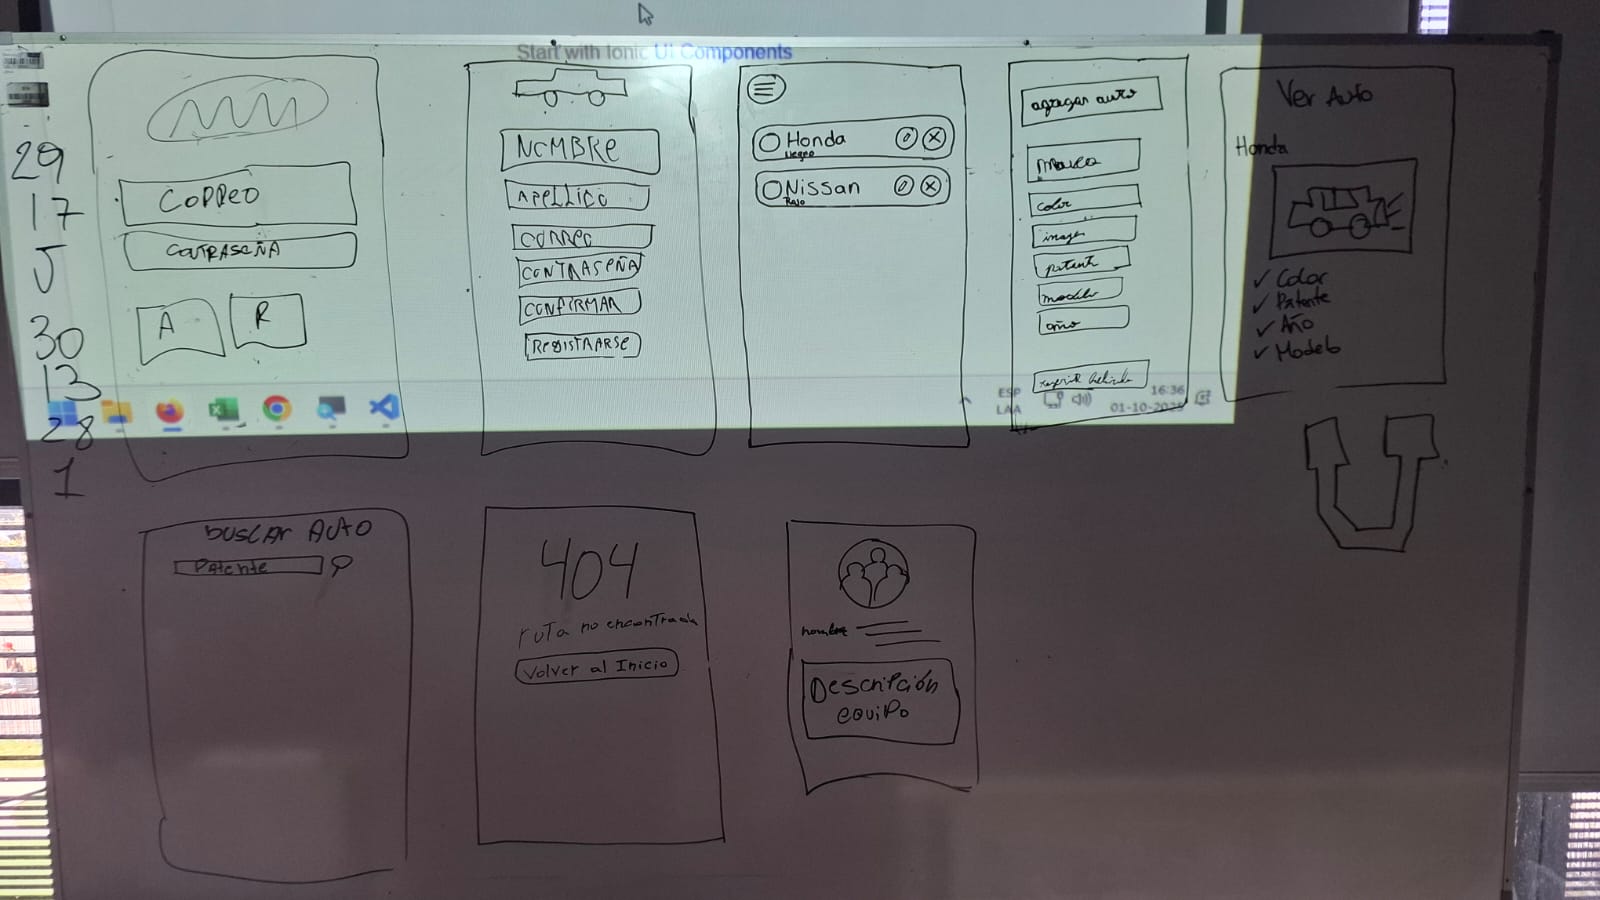 Start with Ionic UI Components
29
17
5
30
13
28
1
CORREO
CONTRASEÑA
A
R
NOMBRE
APELLIDO
CORREO
CONTRASEÑA
CONFIRMAR
REGISTRARSE
Honda
Negro
Nissan
Rojo
agregar auto
Marca
color
imagen
patente
modelo
año
Ver Auto
Honda
✓ Color
✓ Patente
✓ Año
✓ Modelo
ESP
LAA
16:36
01-10-2025
buscar Auto
Patente
404
ruta no encontrada
Volver al Inicio
nombre
Descripción
equipo